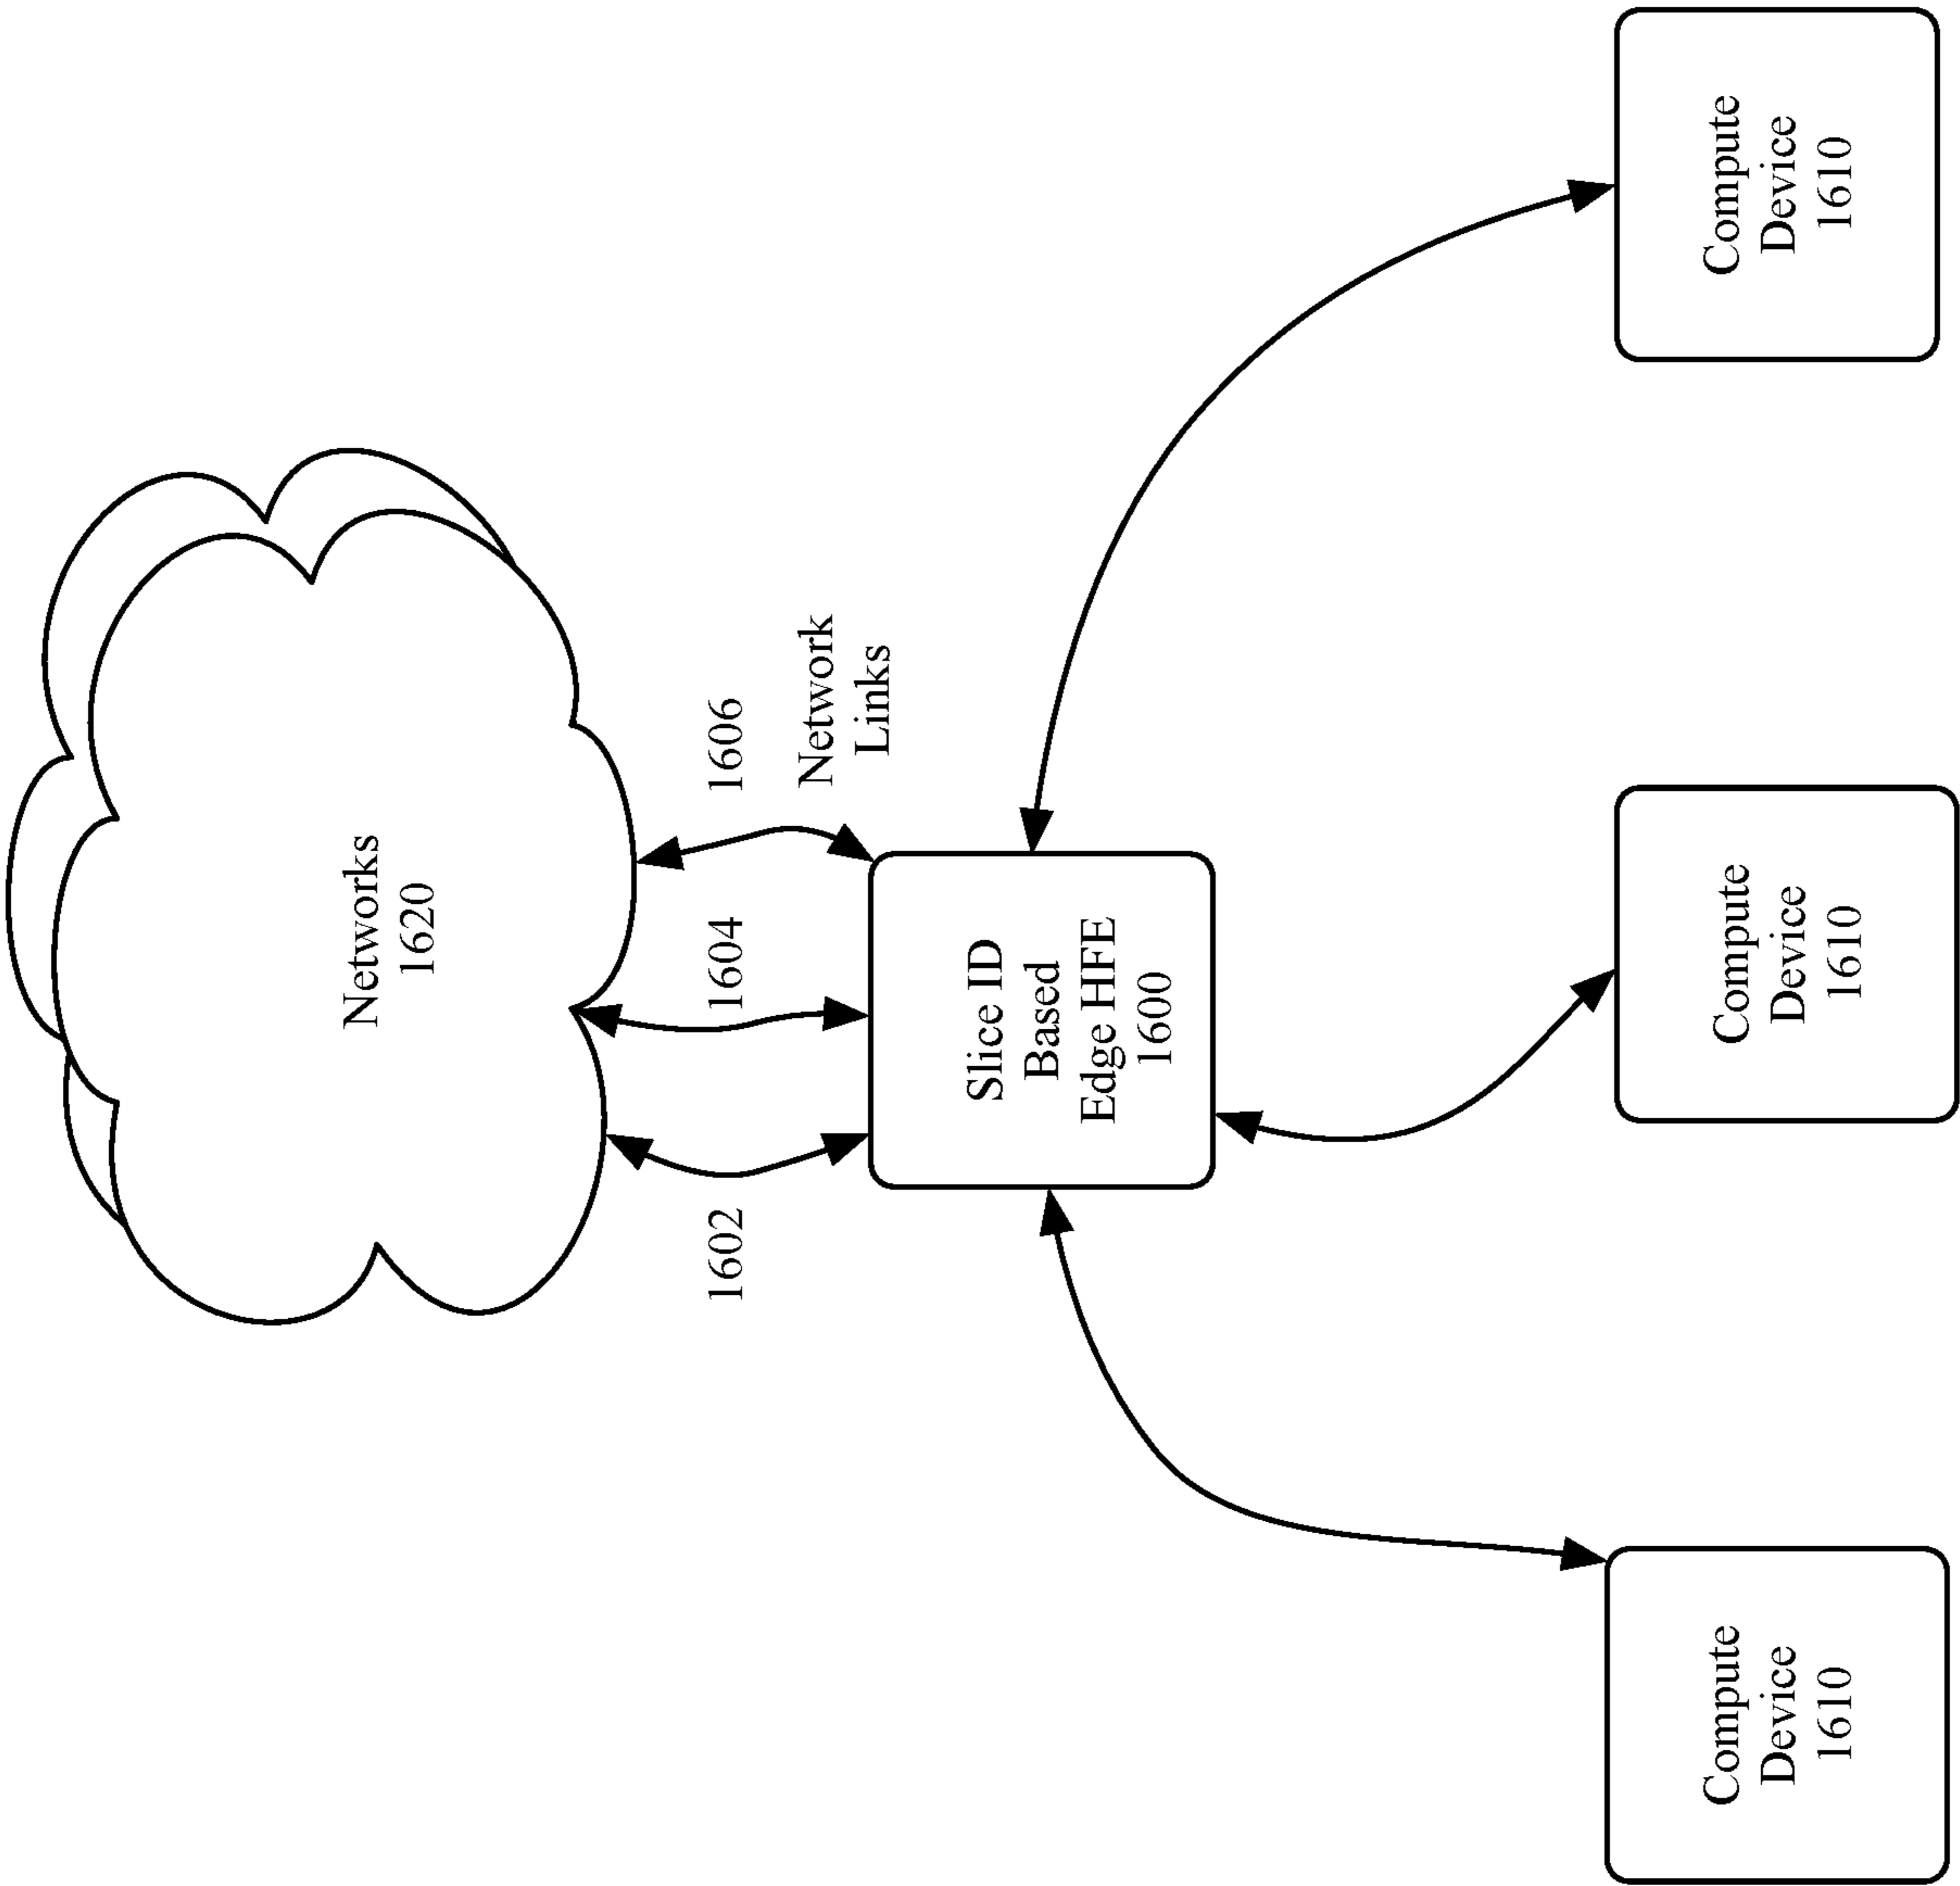 Networks
1620
1602
1604
1606
Network
Links
Slice ID
Based
Edge HFE
1600
Compute
Device
1610
Compute
Device
1610
Compute
Device
1610